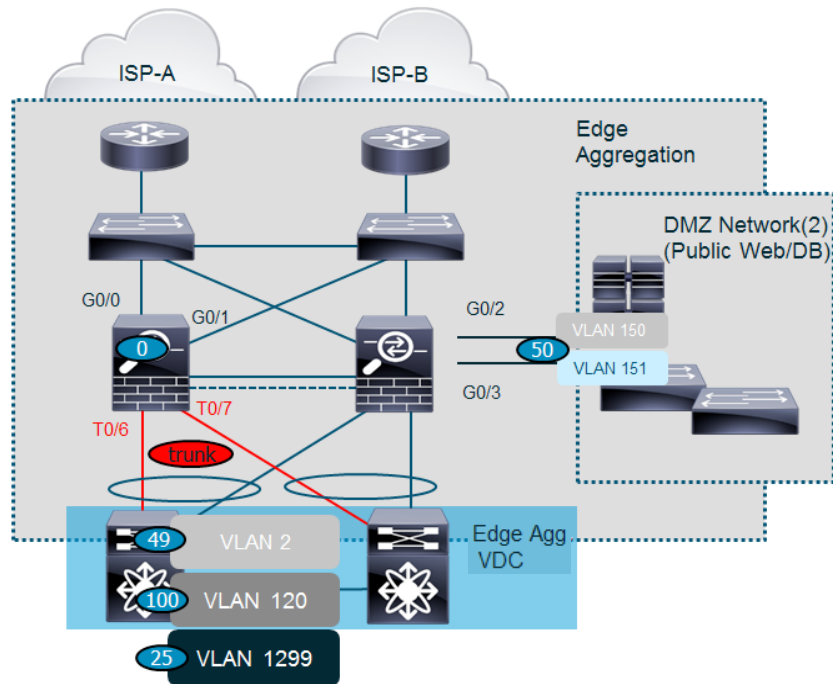 ISP-A
ISP-B
Edge
Aggregation
DMZ Network(2)
(Public Web/DB)
G0/0
G0/1
G0/2
0
50
VLAN 150
VLAN 151
G0/3
T0/7
T0/6
trunk
Edge Agg
VDC
49
VLAN 2
100
VLAN 120
25
VLAN 1299